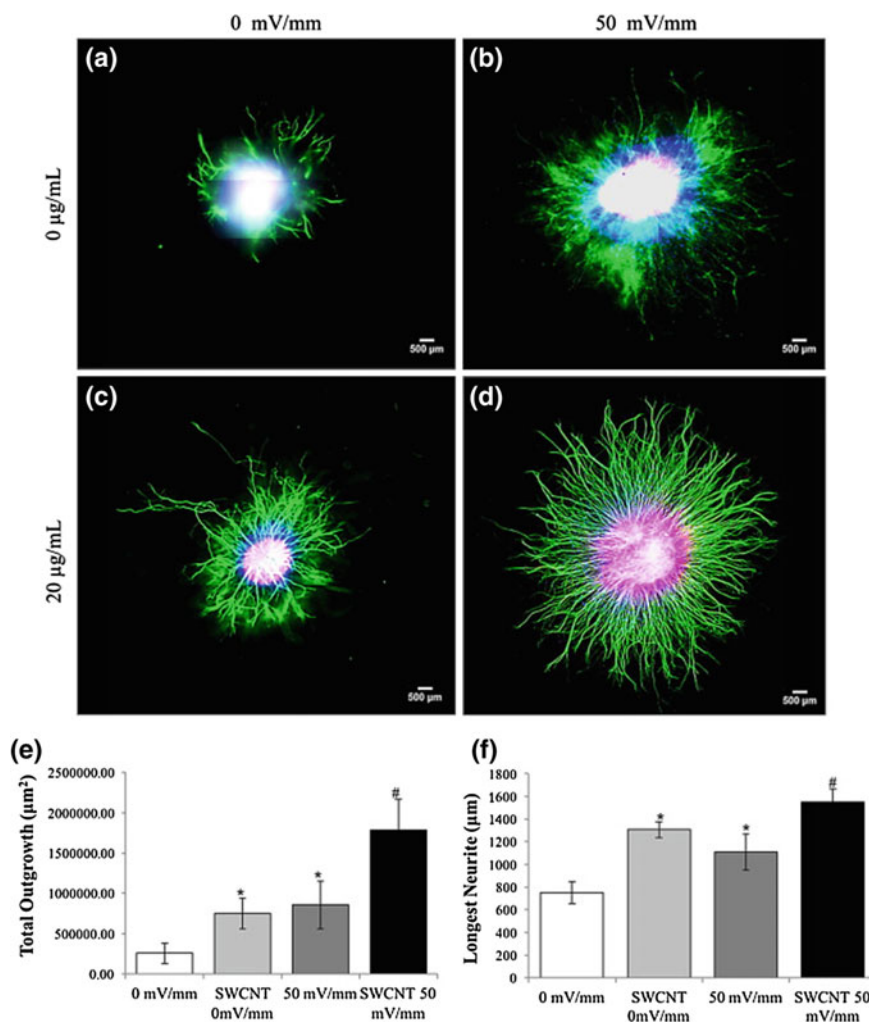 0 mV/mm
50 mV/mm
(a)
(b)
0 µg/mL
500 µm
500 µm
(c)
(d)
20 µg/mL
500 µm
500 µm
(e)
Total Outgrowth (µm²)
2500000.00
2000000.00
1500000.00
1000000.00
500000.00
0.00
*
*
#
0 mV/mm
SWCNT
0mV/mm
50 mV/mm
SWCNT 50
mV/mm
(f)
Longest Neurite (µm)
1800
1600
1400
1200
1000
800
600
400
200
0
*
*
#
0 mV/mm
SWCNT
0mV/mm
50 mV/mm
SWCNT 50
mV/mm